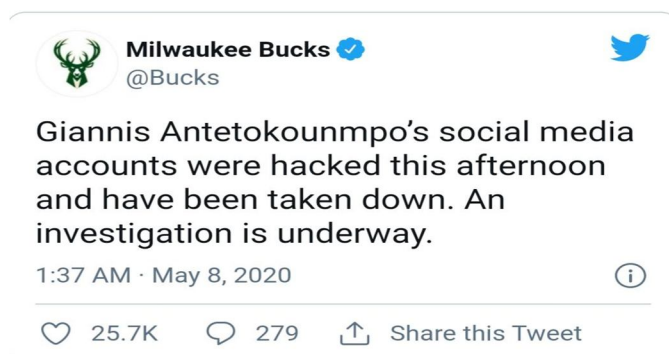 Milwaukee Bucks
@Bucks
Giannis Antetokounmpo’s social media
accounts were hacked this afternoon
and have been taken down. An
investigation is underway.
1:37 AM · May 8, 2020
25.7K 279 Share this Tweet